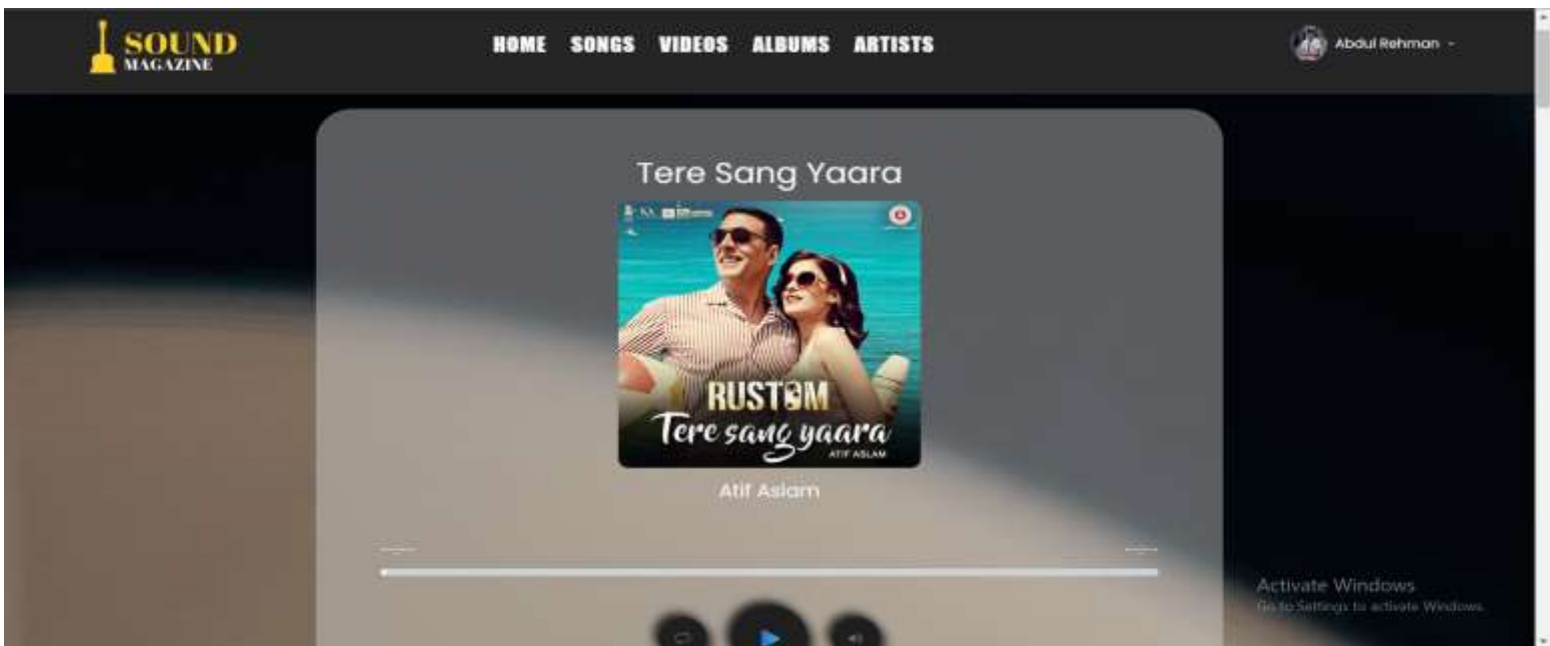 SOUND
MAGAZINE
HOME SONGS VIDEOS ALBUMS ARTISTS
Abdul Rehman
Tere Sang Yaara
RUSTOM
Tere sang yaara
ATIF ASLAM
Atif Aslam
Activate Windows
Go to Settings to activate Windows.